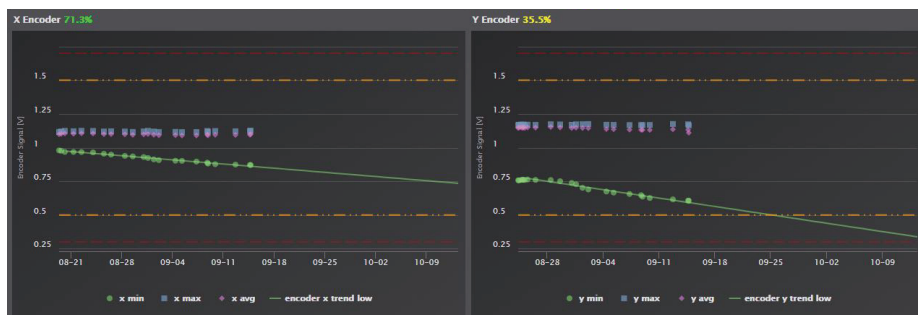 X Encoder 71.3%
Encoder Signal [V]
1.5
1.25
1
0.75
0.5
0.25
08-21 08-28 09-04 09-11 09-18 09-25 10-02 10-09
x min x max x avg encoder x trend low
Y Encoder 35.5%
Encoder Signal [V]
1.5
1.25
1
0.75
0.5
0.25
08-28 09-04 09-11 09-18 09-25 10-02 10-09
y min y max y avg encoder y trend low